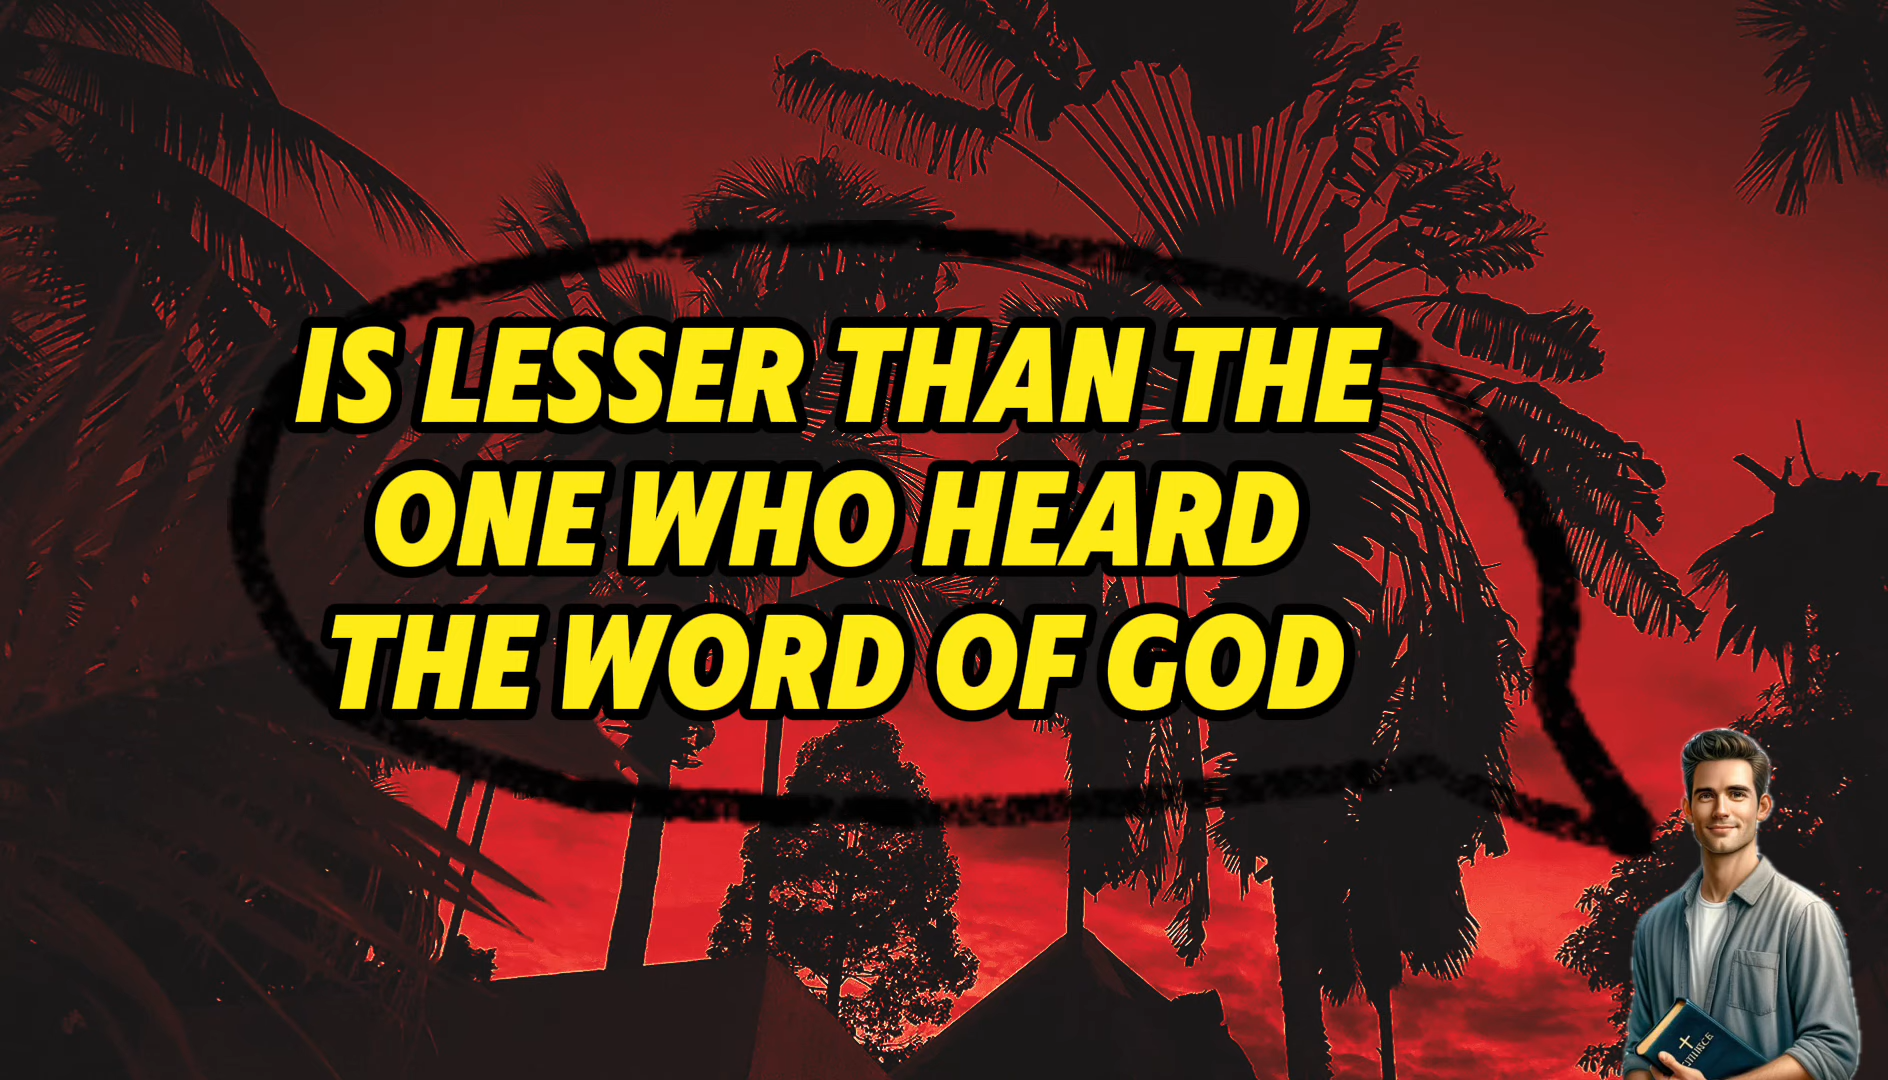 IS LESSER THAN THE
ONE WHO HEARD
THE WORD OF GOD